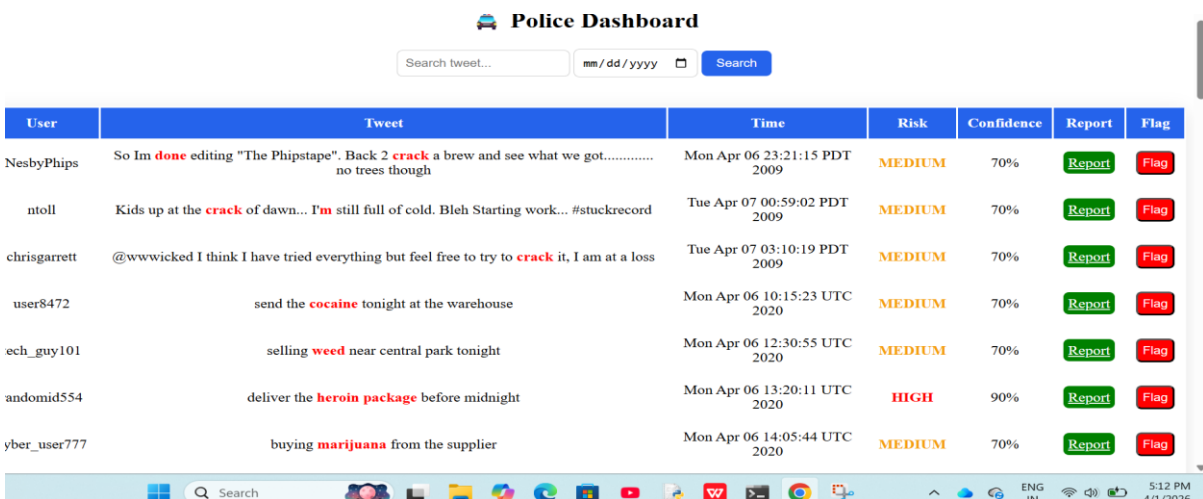 Police Dashboard
Search tweet... mm/dd/yyyy Search
User Tweet Time Risk Confidence Report Flag
NesbyPhips So Im done editing "The Phipstape". Back 2 crack a brew and see what we got............. no trees though Mon Apr 06 23:21:15 PDT 2009 MEDIUM 70% Report Flag
ntoll Kids up at the crack of dawn... I'm still full of cold. Bleh Starting work... #stuckrecord Tue Apr 07 00:59:02 PDT 2009 MEDIUM 70% Report Flag
chrisgarrett @wwwicked I think I have tried everything but feel free to try to crack it, I am at a loss Tue Apr 07 03:10:19 PDT 2009 MEDIUM 70% Report Flag
user8472 send the cocaine tonight at the warehouse Mon Apr 06 10:15:23 UTC 2020 MEDIUM 70% Report Flag
ech_guy101 selling weed near central park tonight Mon Apr 06 12:30:55 UTC 2020 MEDIUM 70% Report Flag
andomid554 deliver the heroin package before midnight Mon Apr 06 13:20:11 UTC 2020 HIGH 90% Report Flag
yber_user777 buying marijuana from the supplier Mon Apr 06 14:05:44 UTC 2020 MEDIUM 70% Report Flag
Search ENG 5:12 PM
IN